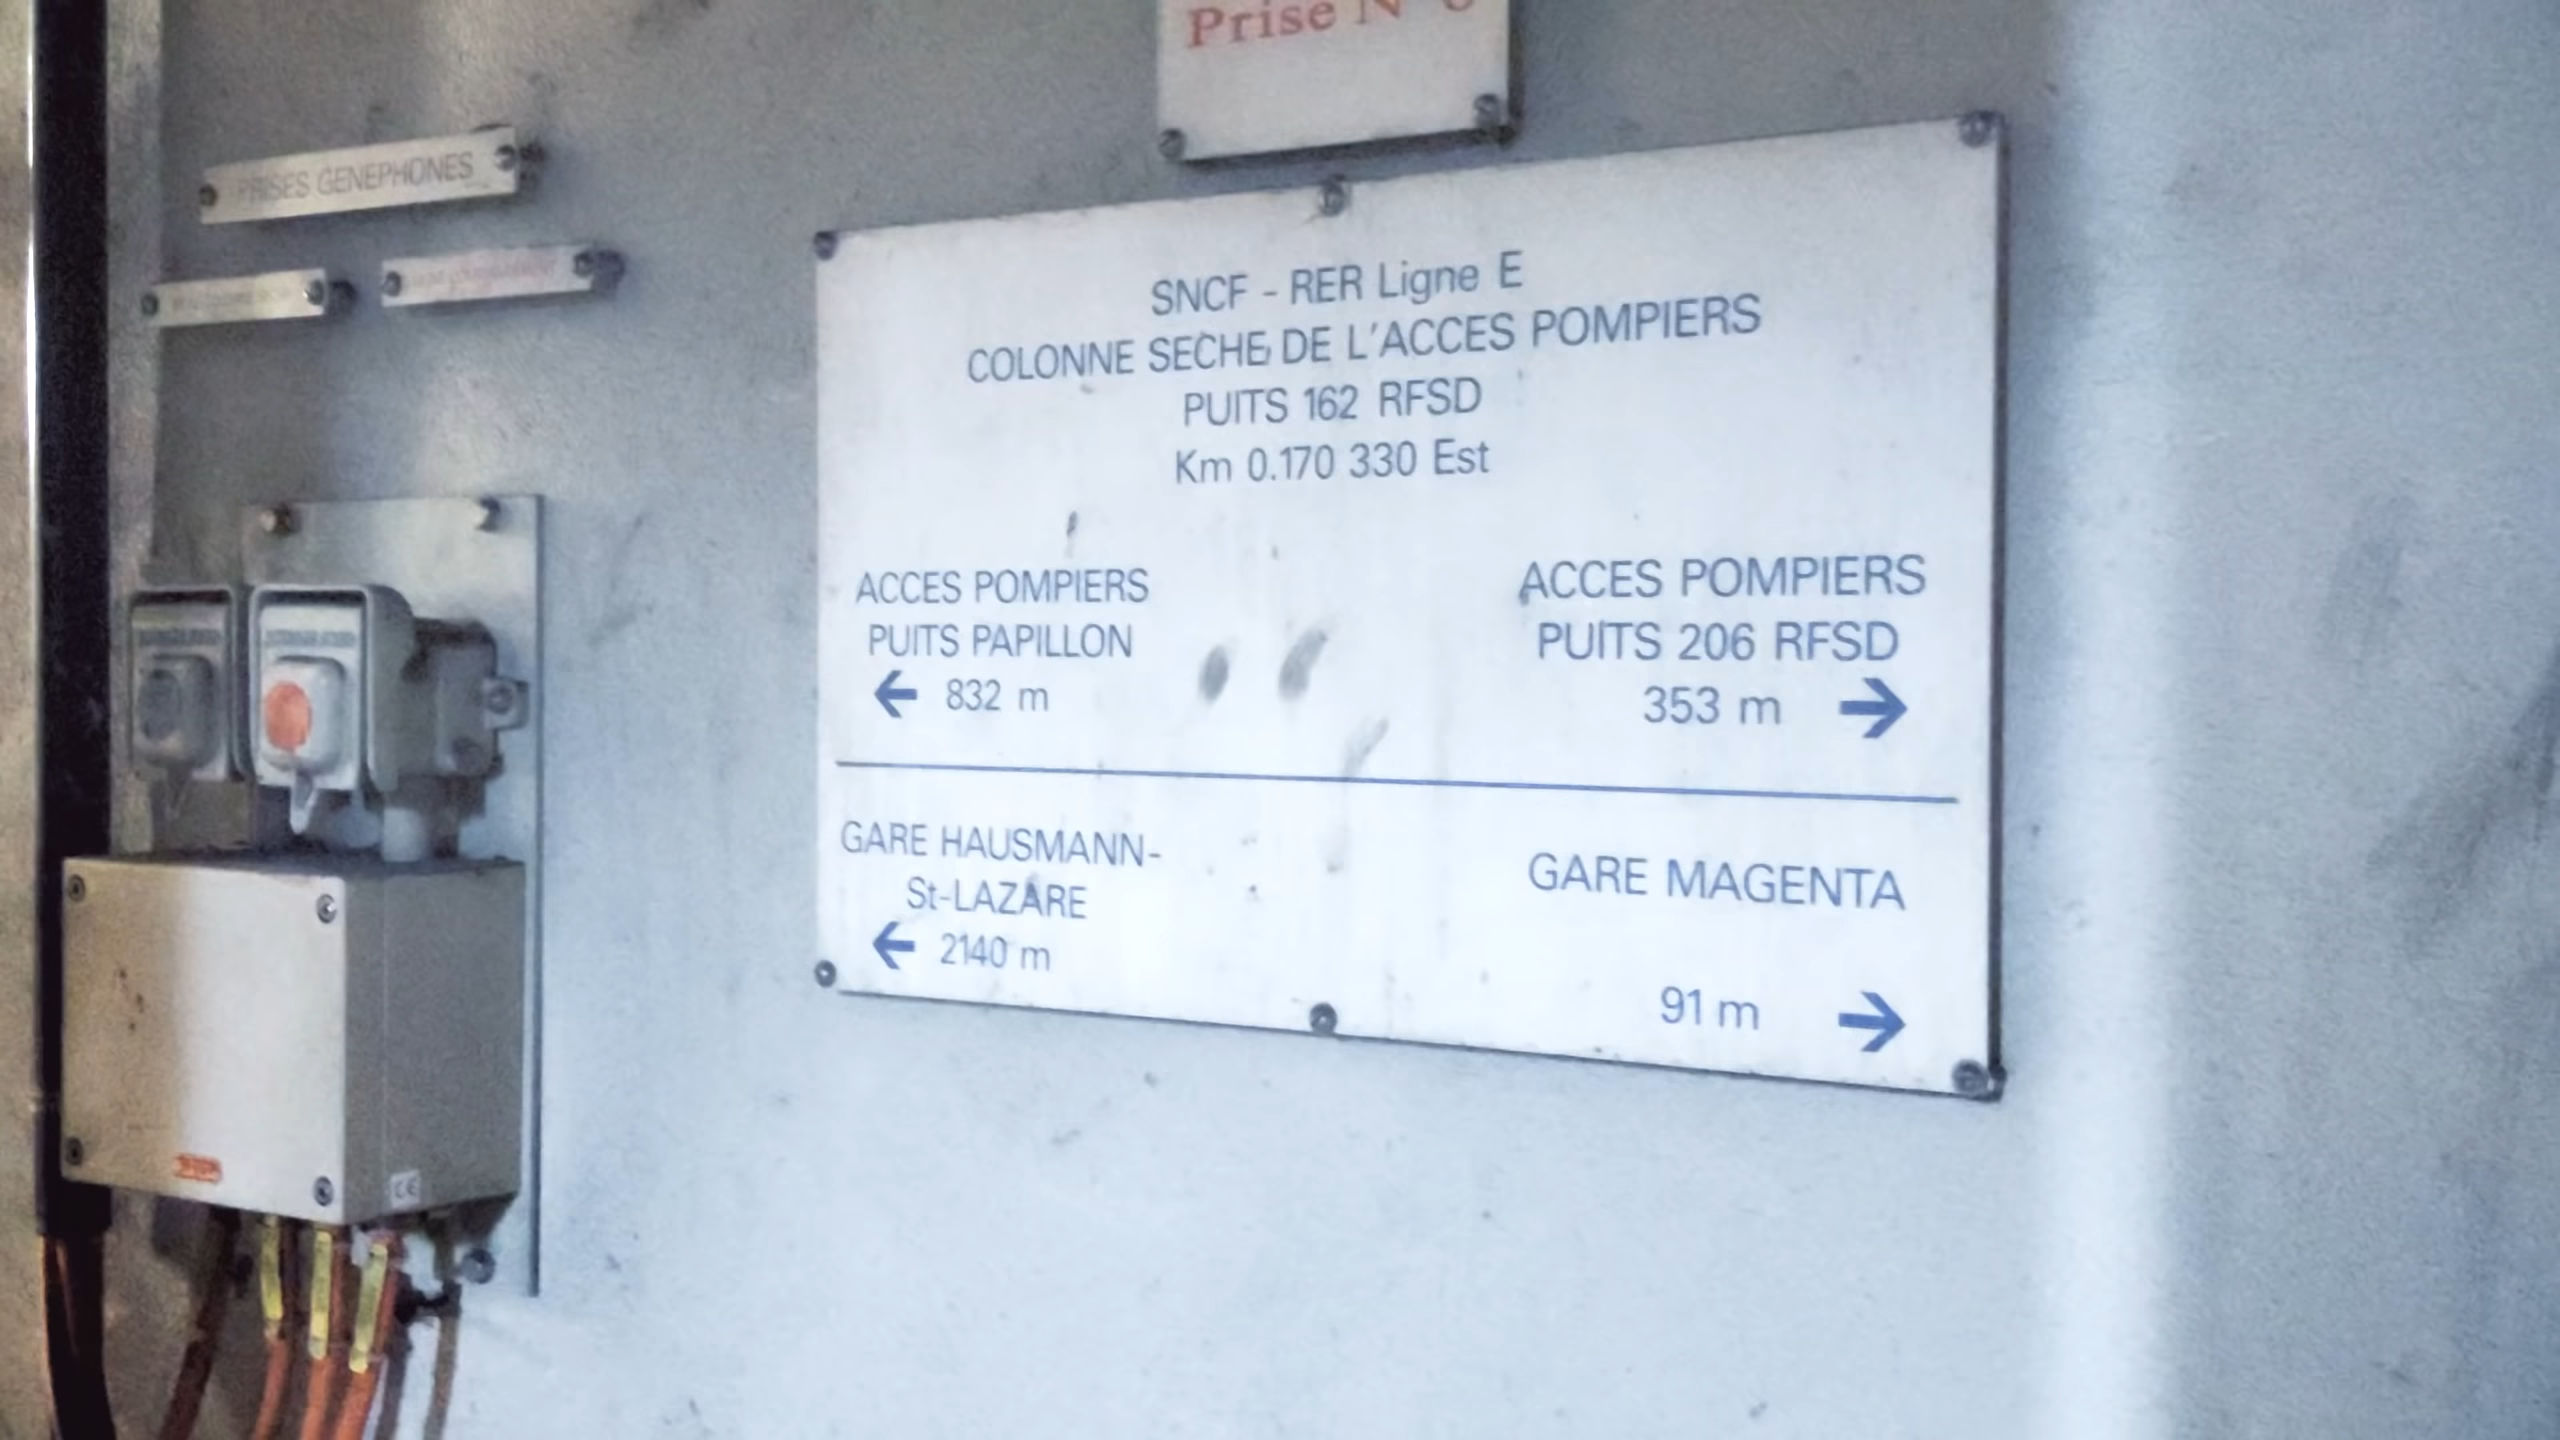 Prise N°
PRISES GENEPHONES
SNCF - RER Ligne E
COLONNE SECHE DE L'ACCES POMPIERS
PUITS 162 RFSD
Km 0.170 330 Est
ACCES POMPIERS
PUITS PAPILLON
← 832 m
ACCES POMPIERS
PUITS 206 RFSD
353 m →
GARE HAUSMANN-
St-LAZARE
← 2140 m
GARE MAGENTA
91 m →
CE